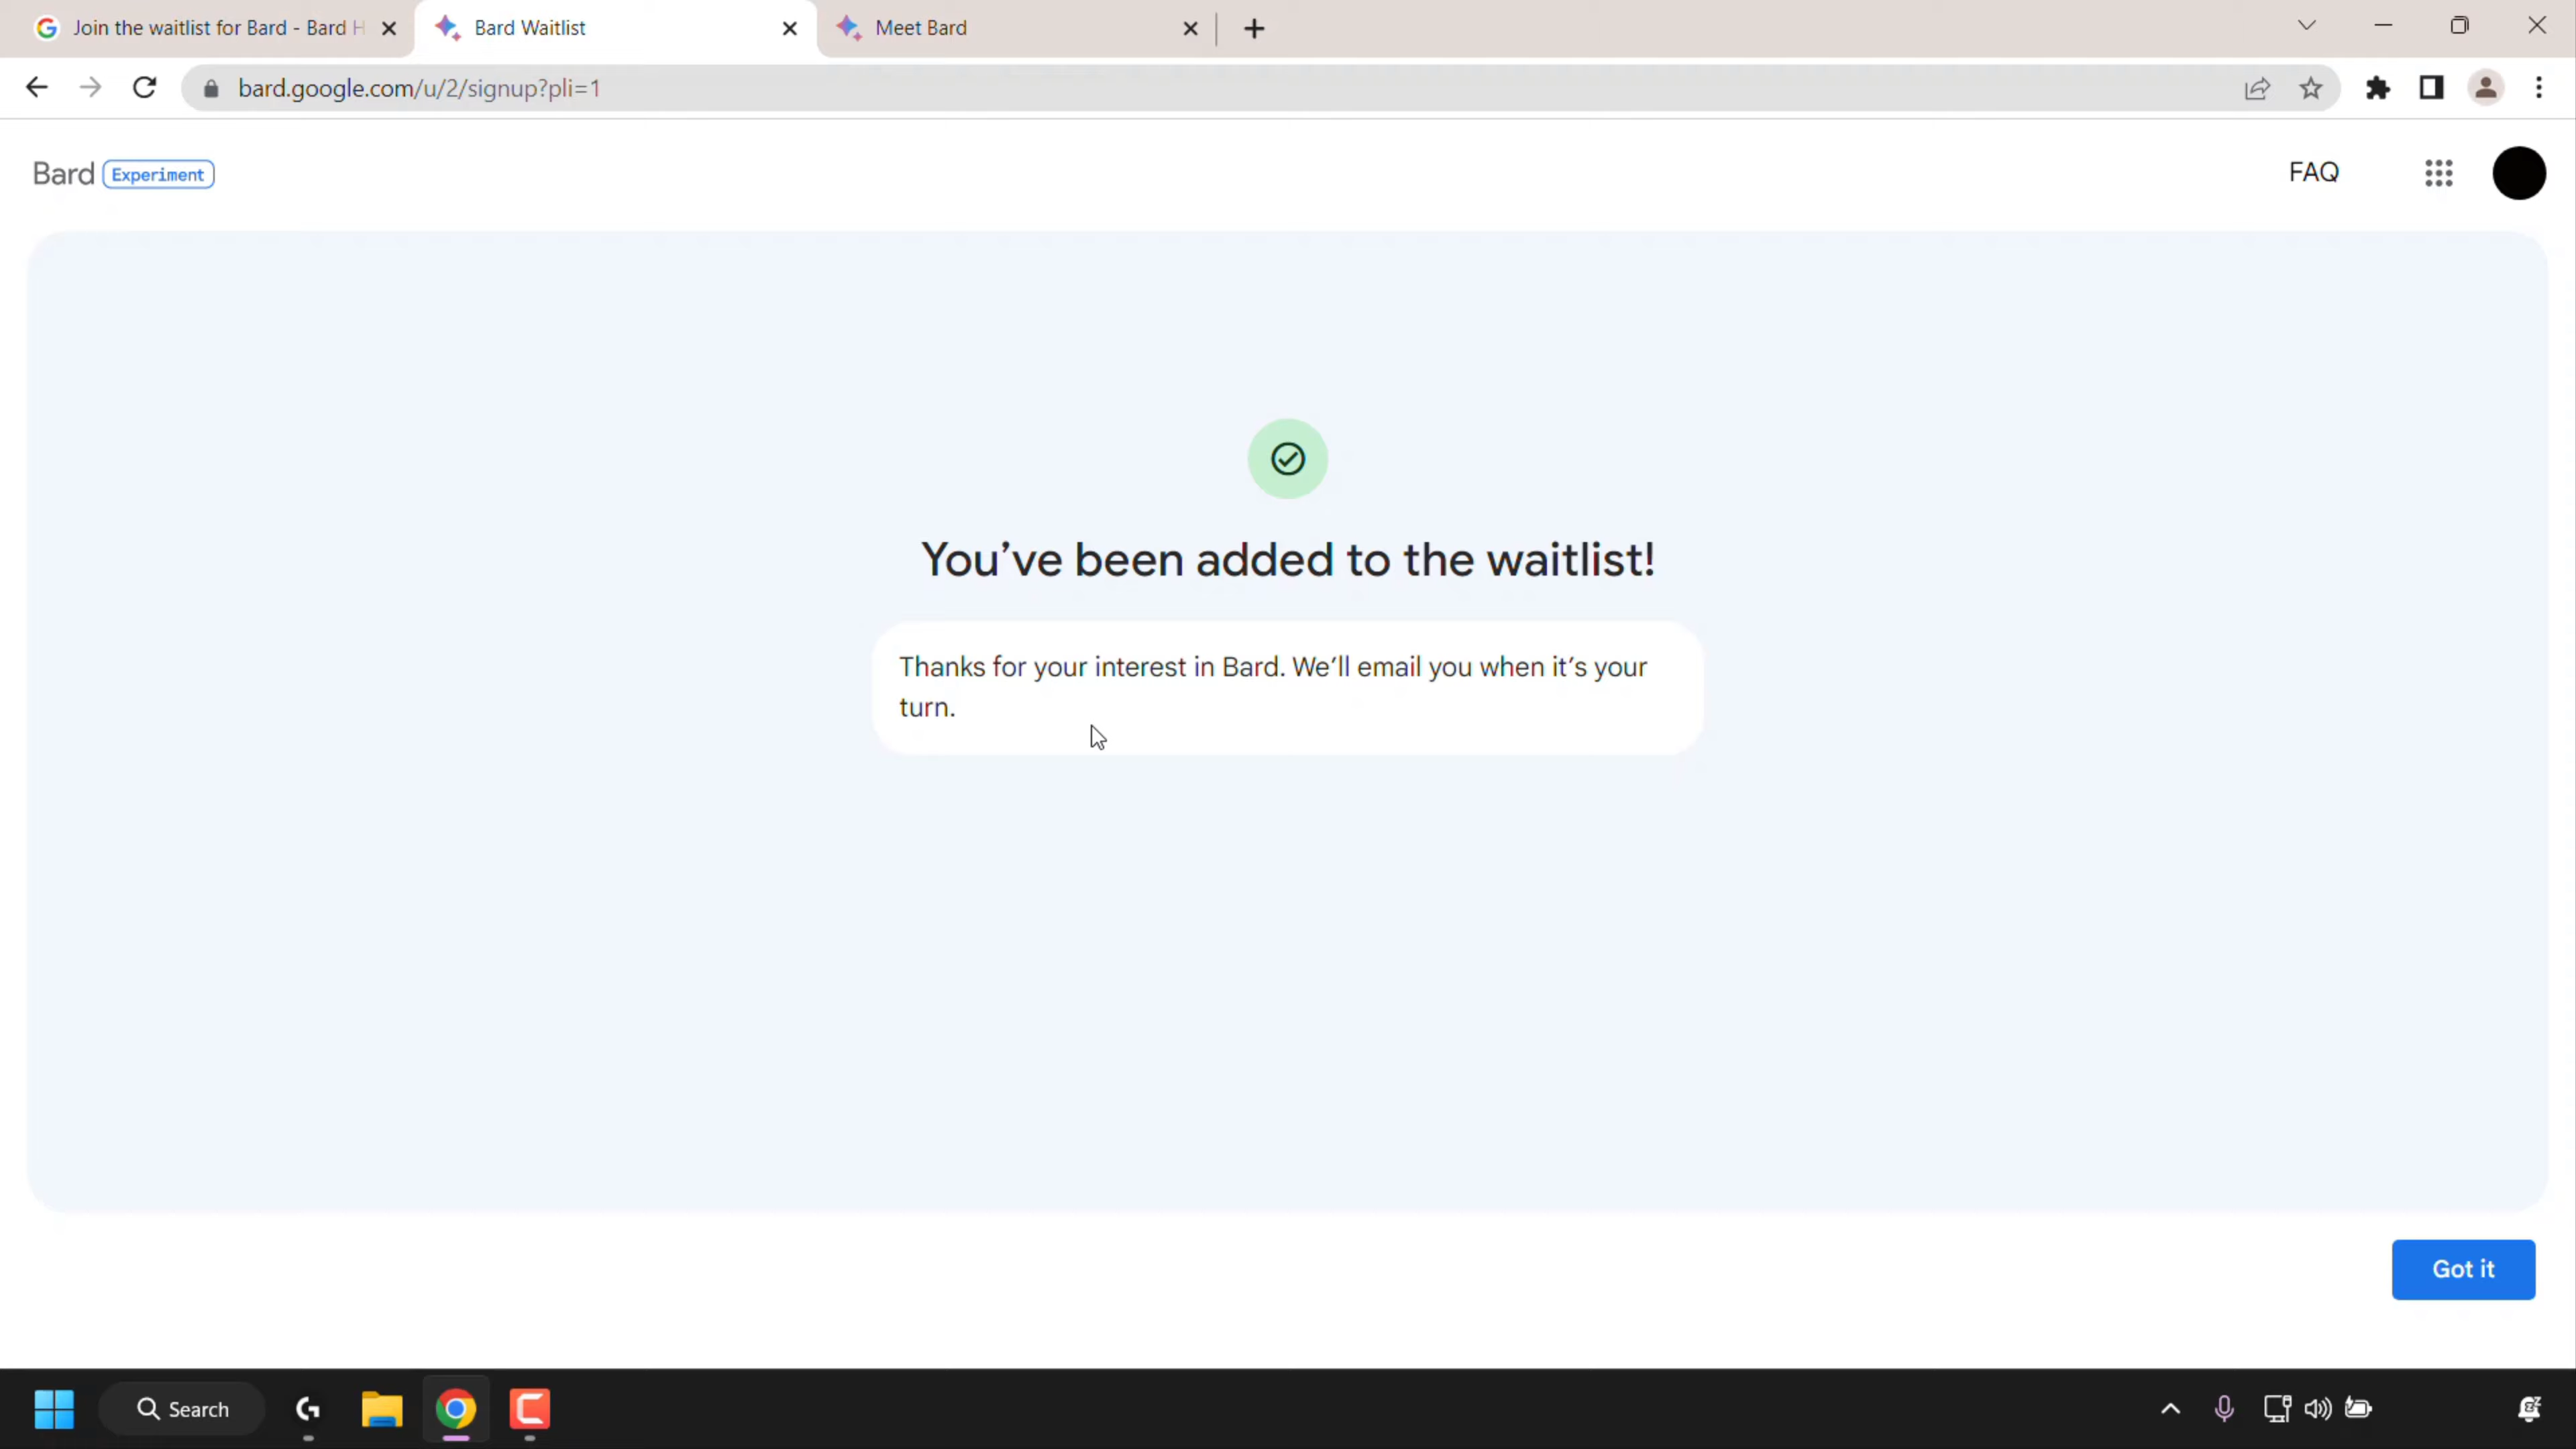 Join the waitlist for Bard - Bard H
Bard Waitlist
Meet Bard
bard.google.com/u/2/signup?pli=1
Bard Experiment
FAQ
You've been added to the waitlist!
Thanks for your interest in Bard. We'll email you when it's your
turn.
Got it
Search